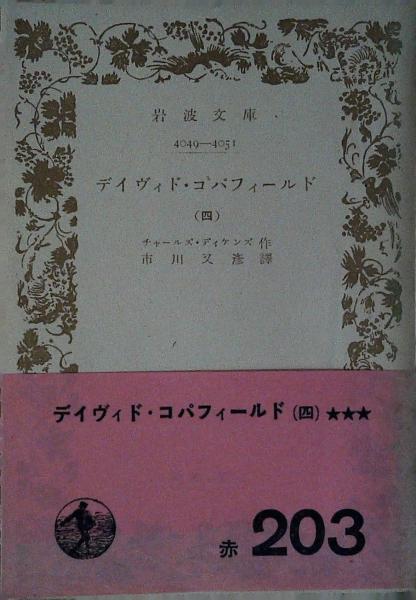 岩波文庫
4049—4051
デイヴィド・コパフィールド
(四)
チャールズ・ディケンズ作
市川又彦譯
デイヴィド・コパフィールド(四)★★★
赤 203